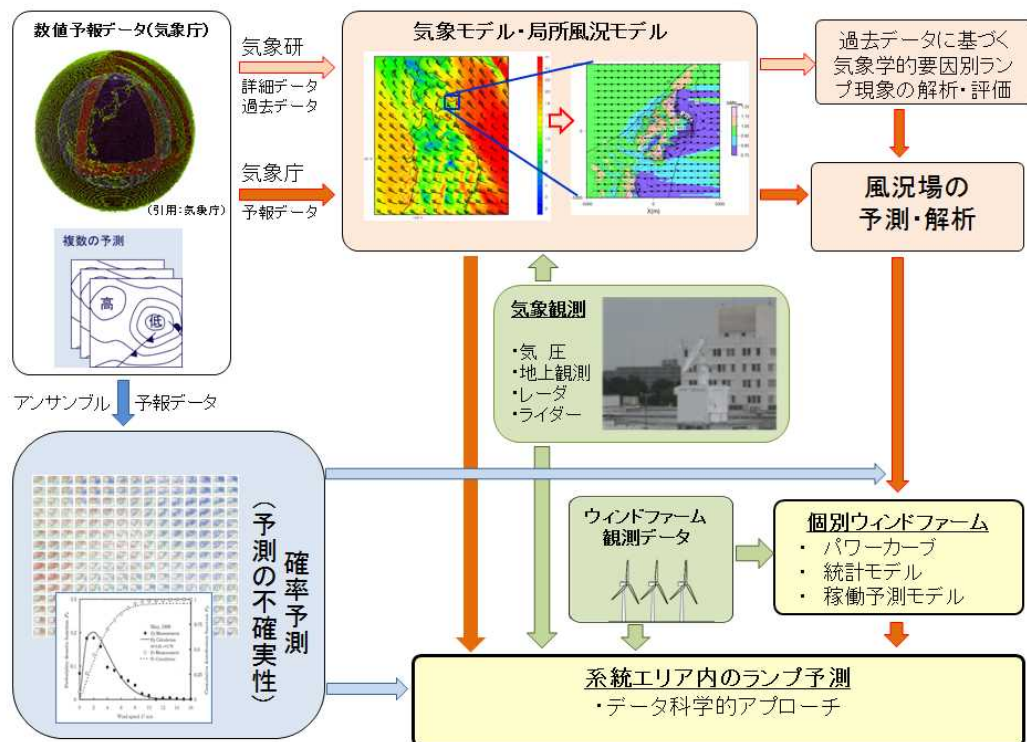 数値予報データ(気象庁)
(引用:気象庁)
複数の予測
高
低
気象研
詳細データ
過去データ
気象庁
予報データ
気象モデル・局所風況モデル
過去データに基づく
気象学的要因別ラン
プ現象の解析・評価
風況場の
予測・解析
気象観測
・気 圧
・地上観測
・レーダ
・ライダー
アンサンブル 予報データ
確率予測
(予測の不確実性)
ウィンドファーム
観測データ
個別ウィンドファーム
・ パワーカーブ
・ 統計モデル
・ 稼働予測モデル
系統エリア内のランプ予測
・データ科学的アプローチ